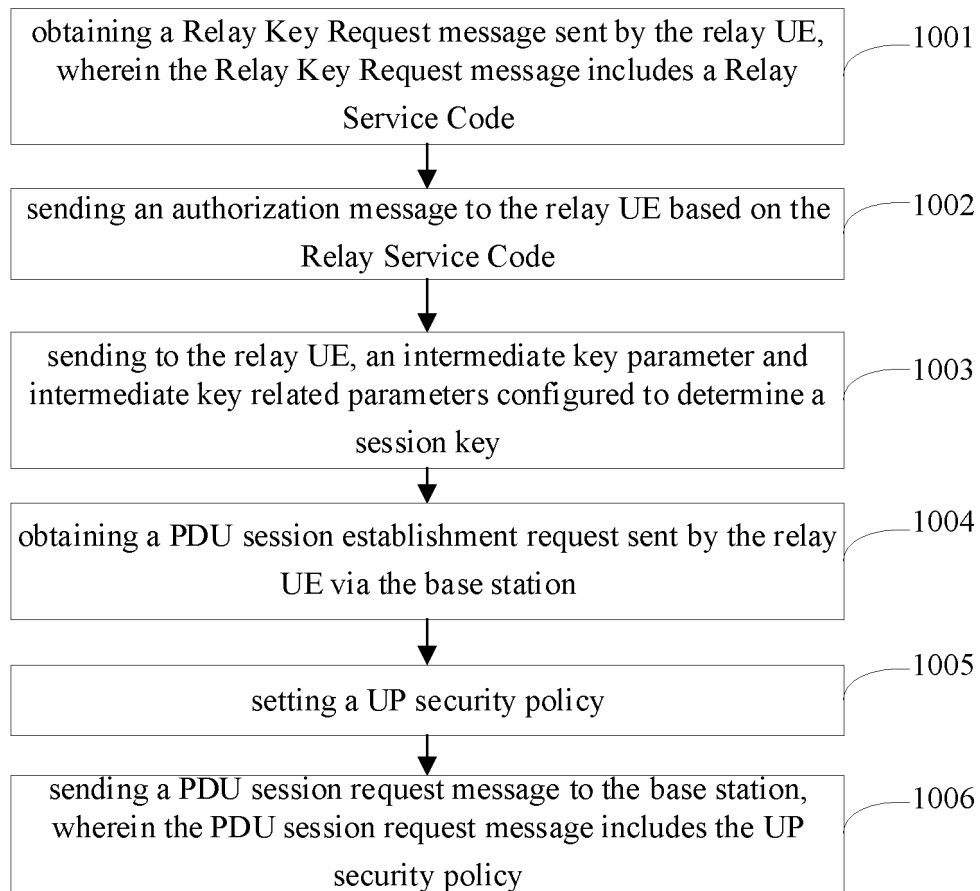 obtaining a Relay Key Request message sent by the relay UE,
wherein the Relay Key Request message includes a Relay
Service Code
1001
sending an authorization message to the relay UE based on the
Relay Service Code
1002
sending to the relay UE, an intermediate key parameter and
intermediate key related parameters configured to determine a
session key
1003
obtaining a PDU session establishment request sent by the relay
UE via the base station
1004
setting a UP security policy
1005
sending a PDU session request message to the base station,
wherein the PDU session request message includes the UP
security policy
1006